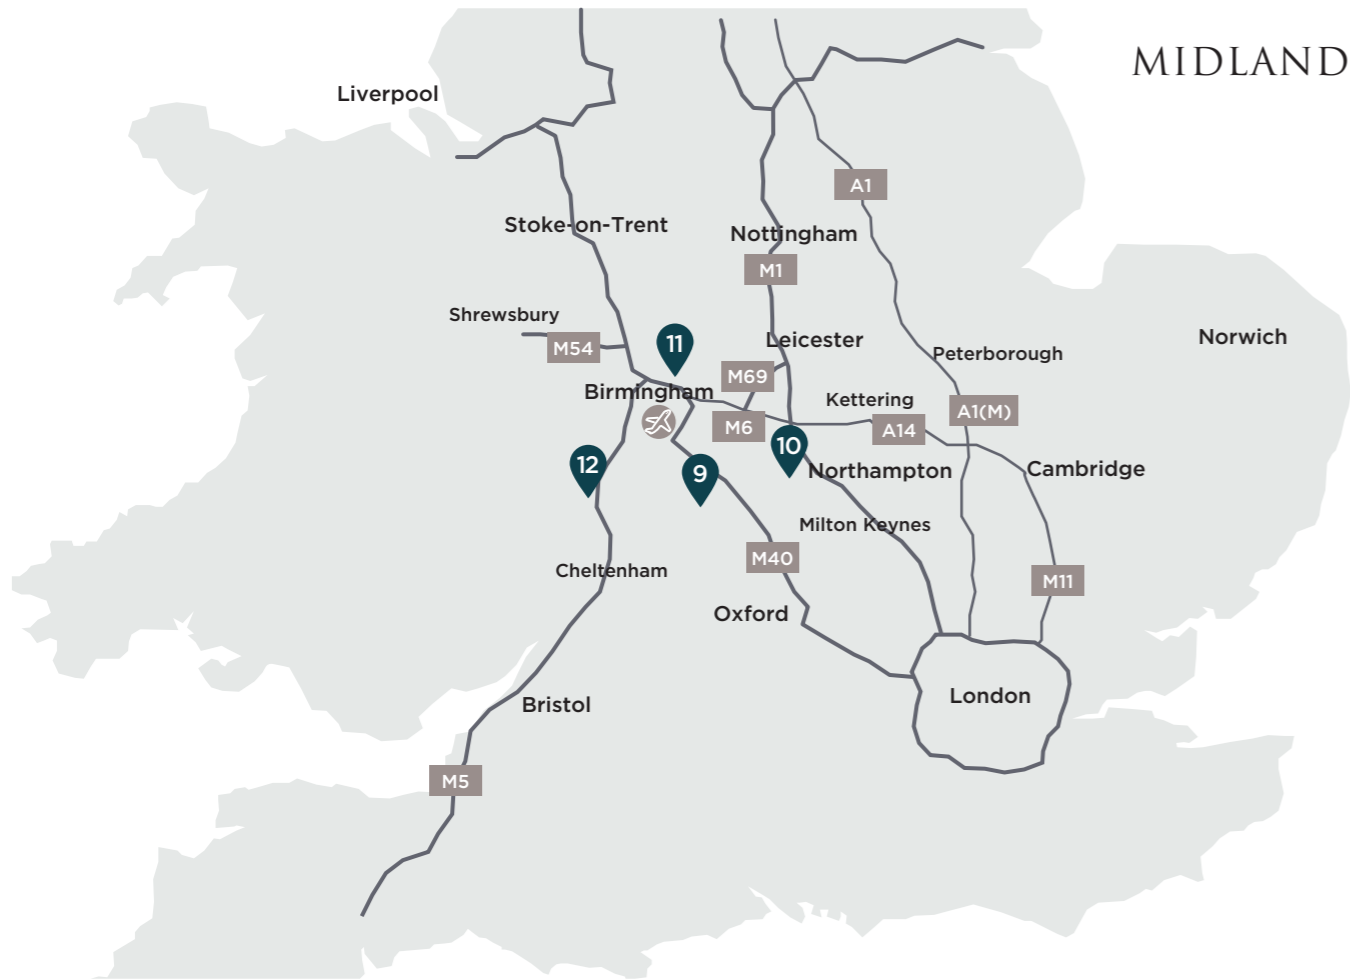 MIDLAND
Liverpool
A1
Stoke-on-Trent
Nottingham
M1
Shrewsbury
M54
11
Leicester
Norwich
Peterborough
M69
Birmingham
Kettering
A1(M)
M6
A14
10
12
9
Northampton
Cambridge
Milton Keynes
M40
Cheltenham
M11
Oxford
London
Bristol
M5